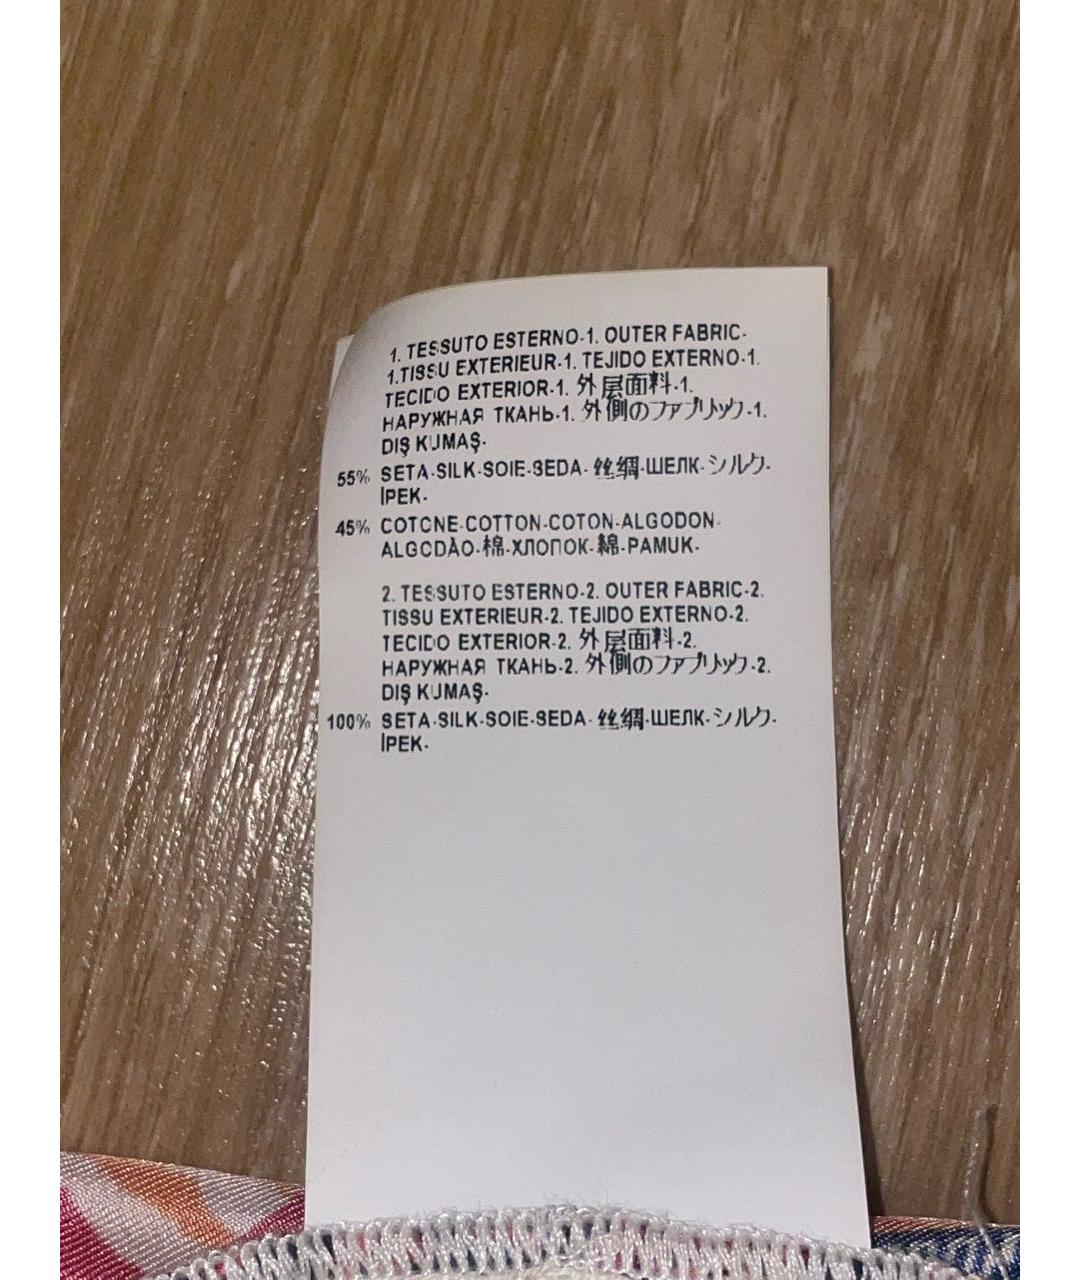 1. TESSUTO ESTERNO-1. OUTER FABRIC-
1.TISSU EXTERIEUR-1. TEJIDO EXTERNO-1.
TECIDO EXTERIOR-1. 外层面料-1.
НАРУЖНАЯ ТКАНЬ-1. 外側のファブリック-1.
DIŞ KUMAŞ-
55% SETA-SILK-SOIE-SEDA-丝绸-ШЕЛК-シルク-
İPEK-
45% COTONE-COTTON-COTON-ALGODON-
ALGODÃO-棉-ХЛОПОК-綿-PAMUK-
2. TESSUTO ESTERNO-2. OUTER FABRIC-2.
TISSU EXTERIEUR-2. TEJIDO EXTERNO-2.
TECIDO EXTERIOR-2. 外层面料-2.
НАРУЖНАЯ ТКАНЬ-2. 外側のファブリック-2.
DIŞ KUMAŞ-
100% SETA-SILK-SOIE-SEDA-丝绸-ШЕЛК-シルク-
İPEK-